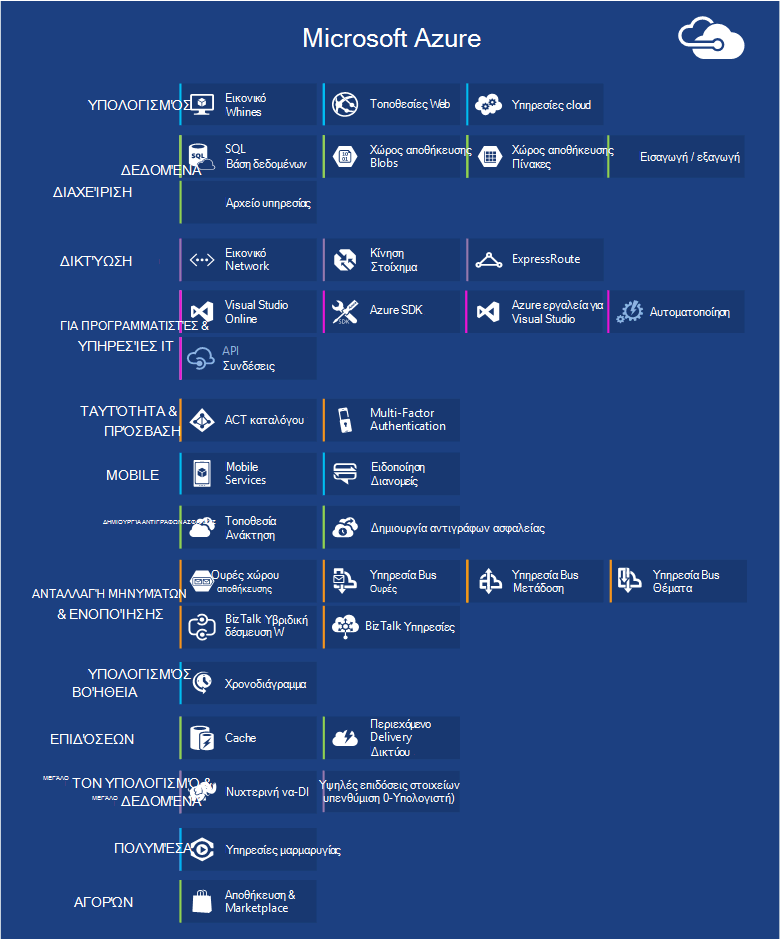 Microsoft Azure
ΥΠΟΛΟΓΙΣΜΌΣ
Εικονικό
Whines
Τοποθεσίες Web
Υπηρεσίες cloud
ΔΕΔΟΜΈΝΑ
ΔΙΑΧΕΊΡΙΣΗ
SQL
Βάση δεδομένων
Χώρος αποθήκευσης
Blobs
Χώρος αποθήκευσης
Πίνακες
Εισαγωγή / εξαγωγή
Αρχείο υπηρεσίας
ΔΙΚΤΎΩΣΗ
Εικονικό
Network
Κίνηση
Στοίχημα
ExpressRoute
ΓΙΑ ΠΡΟΓΡΑΜΜΑΤΙΣΤΈΣ &
ΥΠΗΡΕΣΊΕΣ IT
Visual Studio
Online
Azure SDK
Azure εργαλεία για
Visual Studio
Αυτοματοποίηση
API
Συνδέσεις
ΤΑΥΤΌΤΗΤΑ &
ΠΡΌΣΒΑΣΗ
ACT καταλόγου
Multi-Factor
Authentication
MOBILE
Mobile
Services
Ειδοποίηση
Διανομείς
ΔΗΜΙΟΥΡΓΊΑ ΑΝΤΙΓΡΆΦΩΝ
Τοποθεσία
Ανάκτηση
Δημιουργία αντιγράφων ασφαλείας
ΑΝΤΑΛΛΑΓΉ ΜΗΝΥΜΆΤΩΝ
& ΕΝΟΠΟΊΗΣΗΣ
Ουρές χώρου
αποθήκευσης
Υπηρεσία Bus
Ουρές
Υπηρεσία Bus
Μετάδοση
Υπηρεσία Bus
Θέματα
BizTalk Υβριδική
δέσμευση W
BizTalk Υπηρεσίες
ΥΠΟΛΟΓΙΣΜΌΣ
ΒΟΉΘΕΙΑ
Χρονοδιάγραμμα
ΕΠΙΔΌΣΕΩΝ
Cache
Περιεχόμενο
Delivery
Δικτύου
ΜΕΓΆΛΟ ΤΟΝ ΥΠΟΛΟΓΙΣΜΌ &
ΜΕΓΆΛΟ ΔΕΔΟΜΈΝΑ
Νυχτερινή να-DI
Υψηλές επιδόσεις στοιχείων
υπενθύμιση 0-Υπολογιστή)
ΠΟΛΥΜΈΣΑ
Υπηρεσίες μαρμαρυγίας
ΑΓΟΡΏΝ
Αποθήκευση &
Marketplace